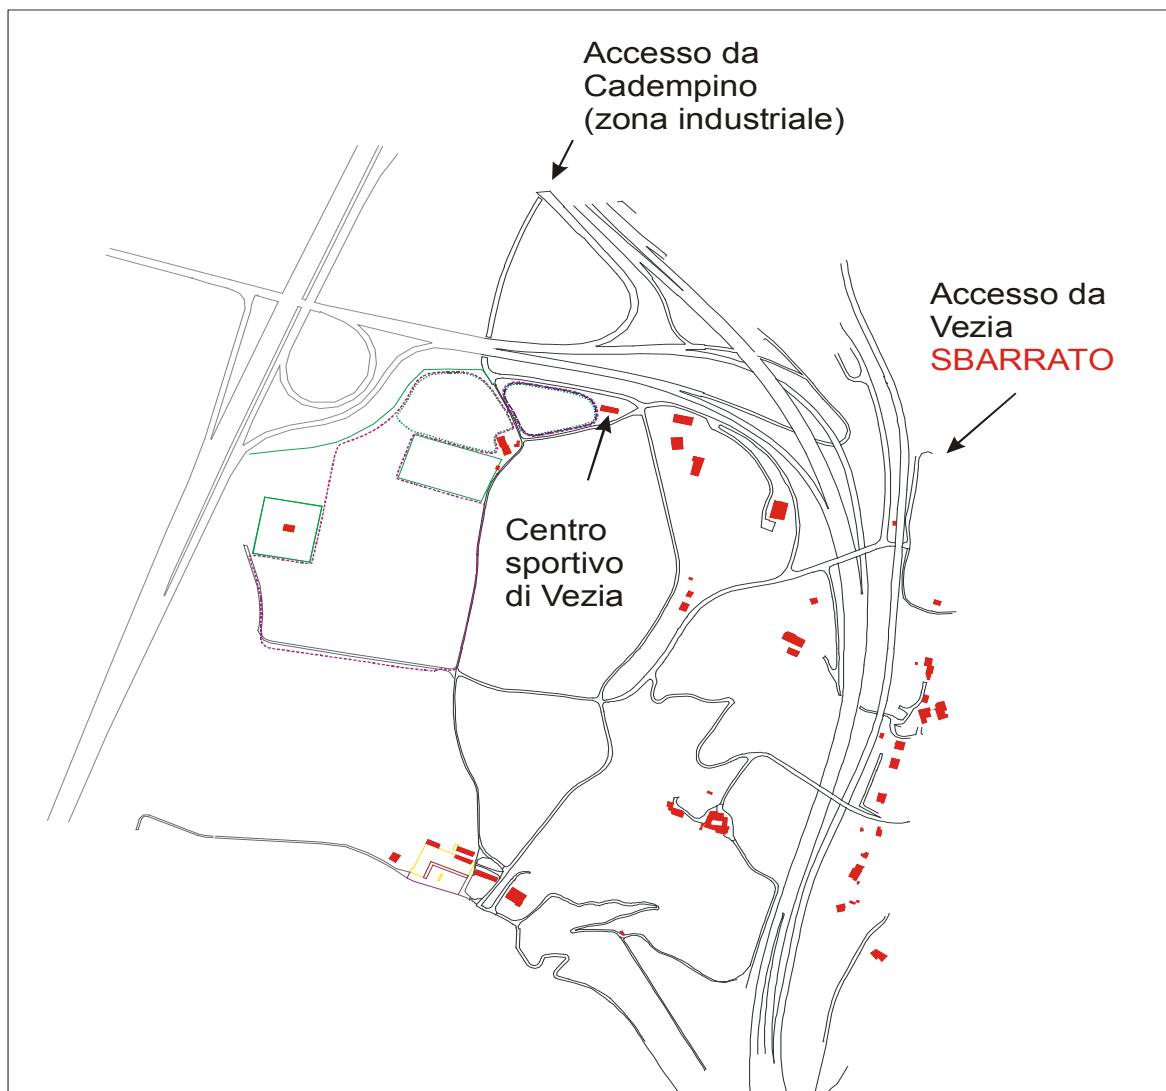 Accesso da
Cadempino
(zona industriale)
Accesso da
Vezia
SBARRATO
Centro
sportivo
di Vezia